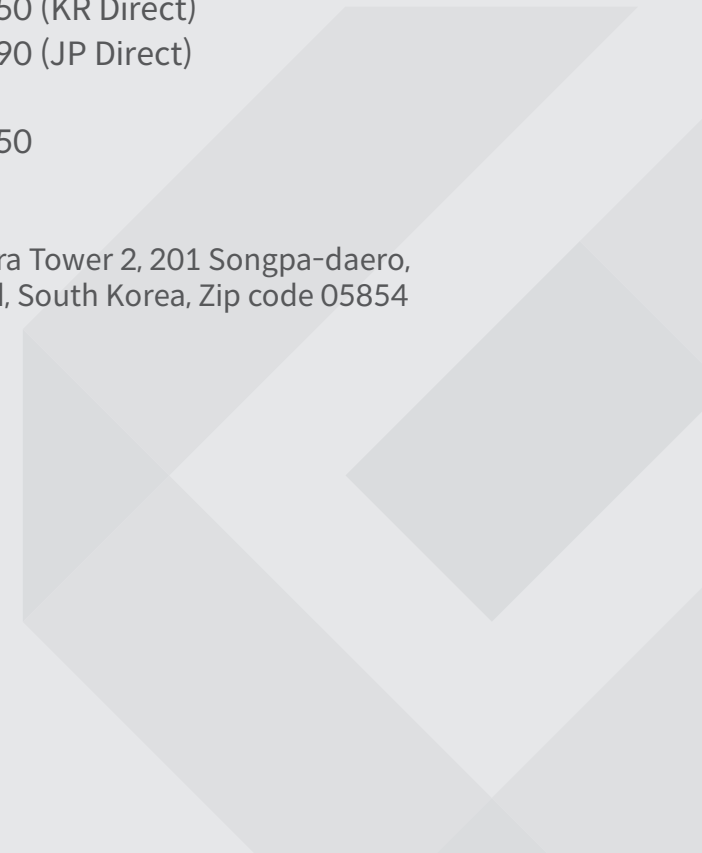 50 (KR Direct)
90 (JP Direct)
50
ra Tower 2, 201 Songpa-daero,
, South Korea, Zip code 05854